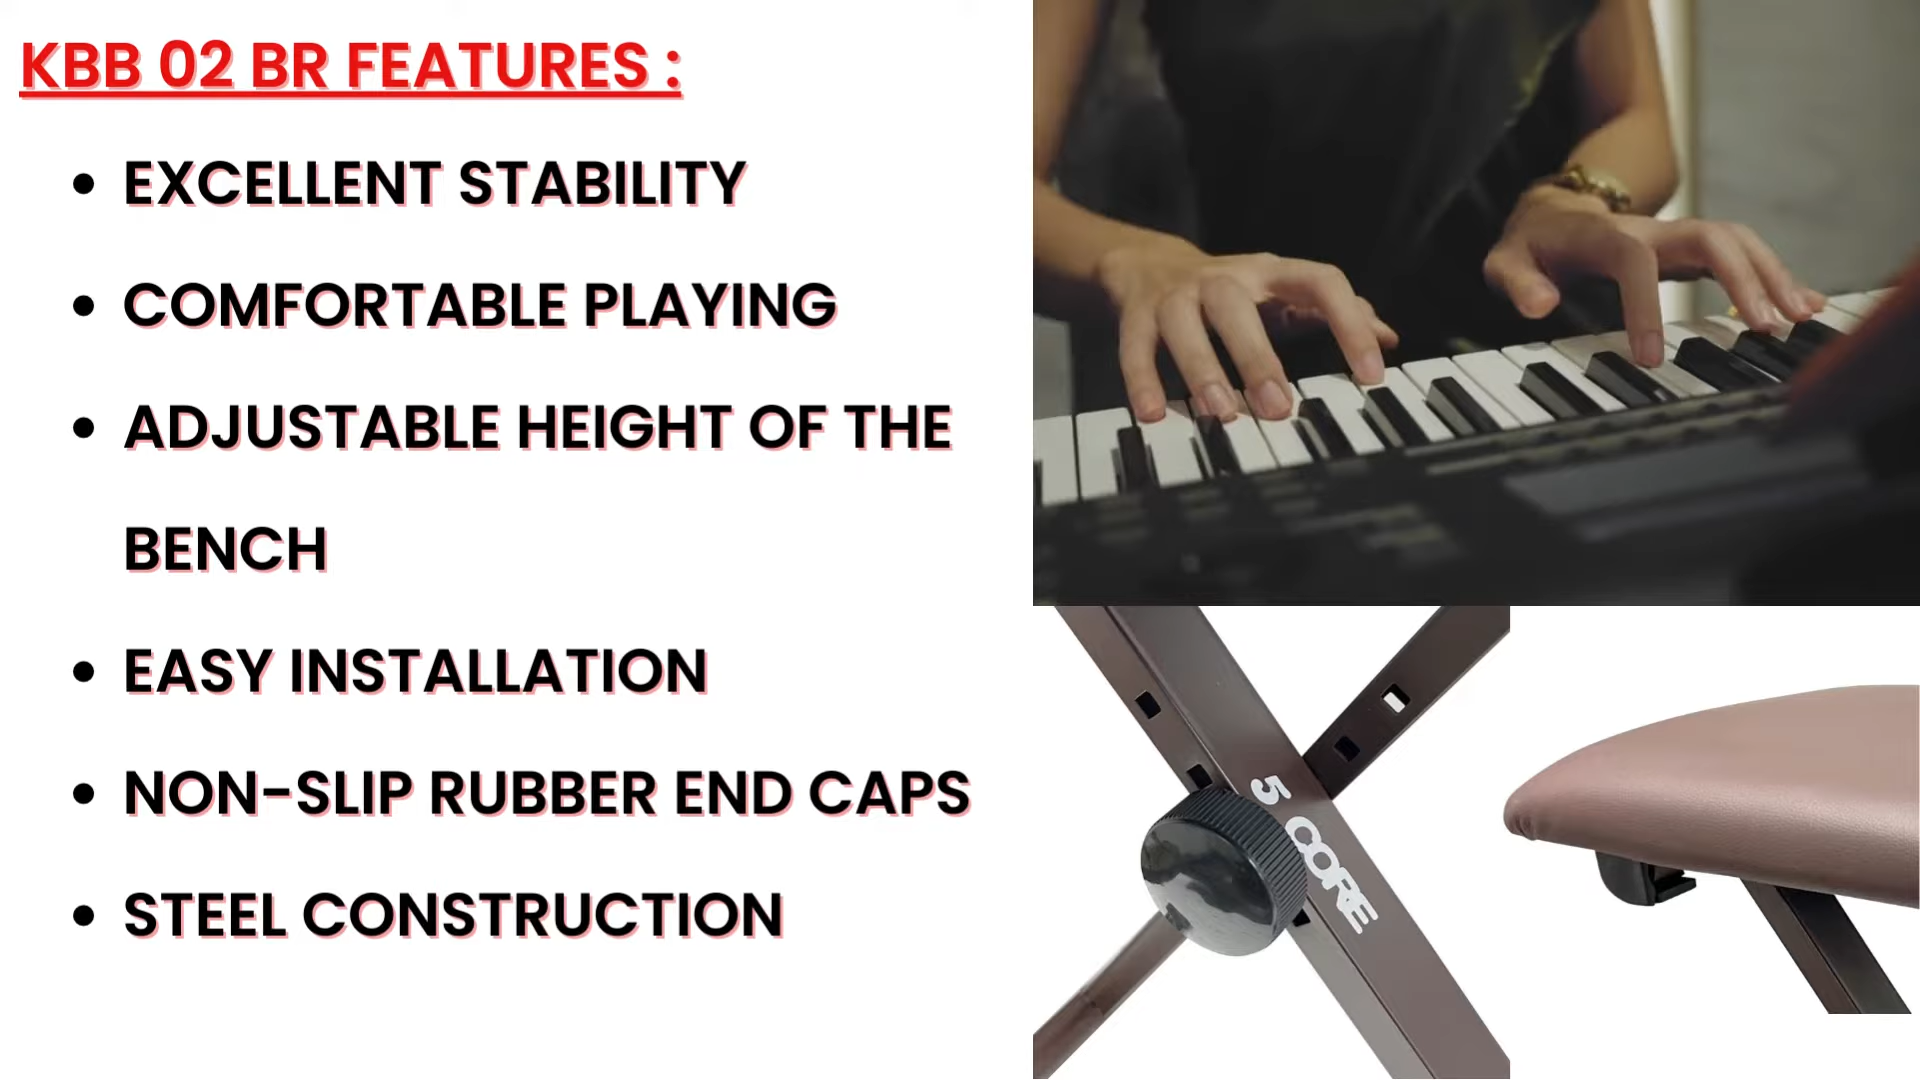 KBB 02 BR FEATURES :
• EXCELLENT STABILITY
• COMFORTABLE PLAYING
• ADJUSTABLE HEIGHT OF THE
BENCH
• EASY INSTALLATION
• NON-SLIP RUBBER END CAPS
• STEEL CONSTRUCTION
5 CORE